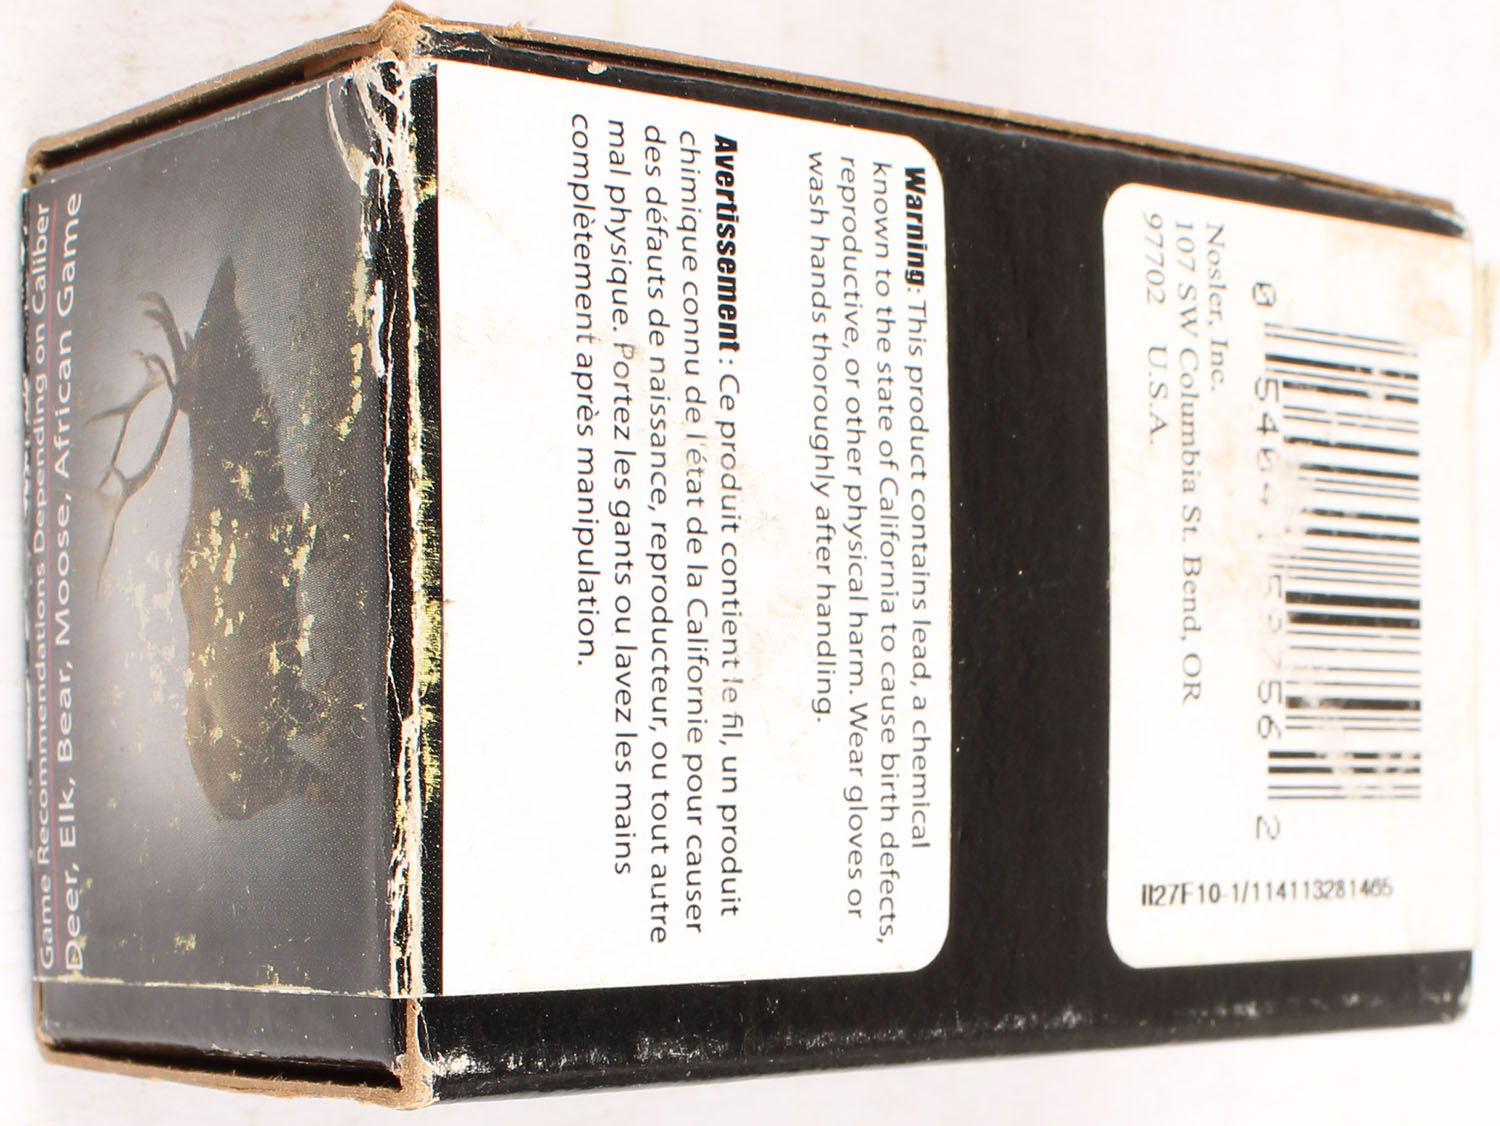 Game Recommendations Depending on Caliber
Deer, Elk, Bear, Moose, African Game
Warning: This product contains lead, a chemical
known to the state of California to cause birth defects,
reproductive, or other physical harm. Wear gloves or
wash hands thoroughly after handling.
Avertissement : Ce produit contient le fil, un produit
chimique connu de l'état de la Californie pour causer
des défauts de naissance, reproducteur, ou tout autre
mal physique. Portez les gants ou lavez les mains
complètement après manipulation.
Nosler, Inc.
107 SW Columbia St. Bend, OR
97702 U.S.A.
II27F10-1/114113281465